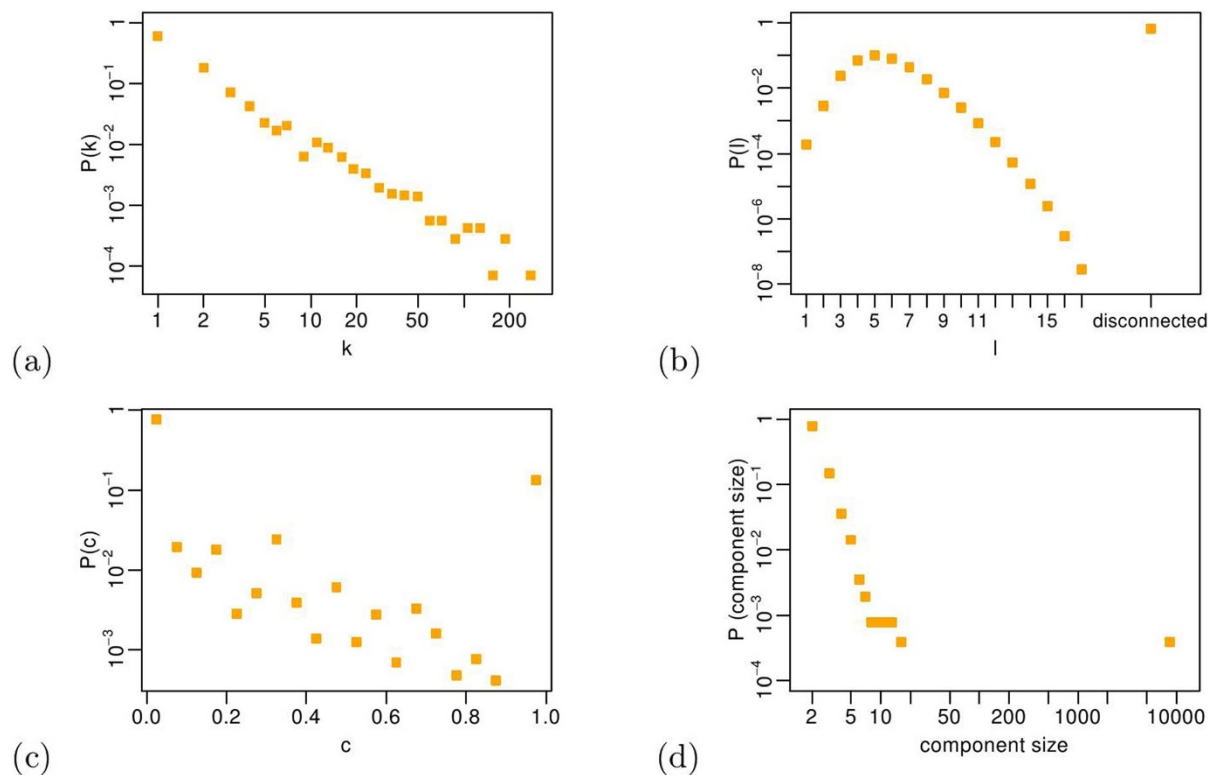 1
10⁻¹
10⁻²
10⁻³
10⁻⁴
P(k)
1 2 5 10 20 50 200
k
(a)
1
10⁻²
10⁻⁴
10⁻⁶
10⁻⁸
P(l)
1 3 5 7 9 11 15 disconnected
l
(b)
1
10⁻¹
10⁻²
10⁻³
P(c)
0.0 0.2 0.4 0.6 0.8 1.0
c
(c)
1
10⁻¹
10⁻²
10⁻³
10⁻⁴
P (component size)
2 5 10 50 200 1000 10000
component size
(d)